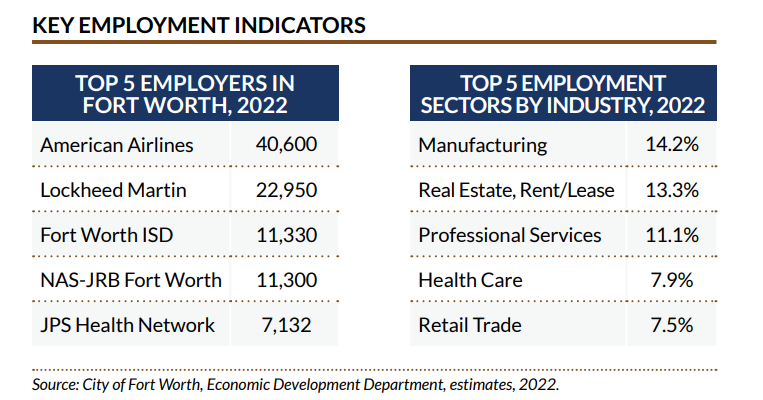 KEY EMPLOYMENT INDICATORS
TOP 5 EMPLOYERS IN
FORT WORTH, 2022
American Airlines 40,600
Lockheed Martin 22,950
Fort Worth ISD 11,330
NAS-JRB Fort Worth 11,300
JPS Health Network 7,132
TOP 5 EMPLOYMENT
SECTORS BY INDUSTRY, 2022
Manufacturing 14.2%
Real Estate, Rent/Lease 13.3%
Professional Services 11.1%
Health Care 7.9%
Retail Trade 7.5%
Source: City of Fort Worth, Economic Development Department, estimates, 2022.